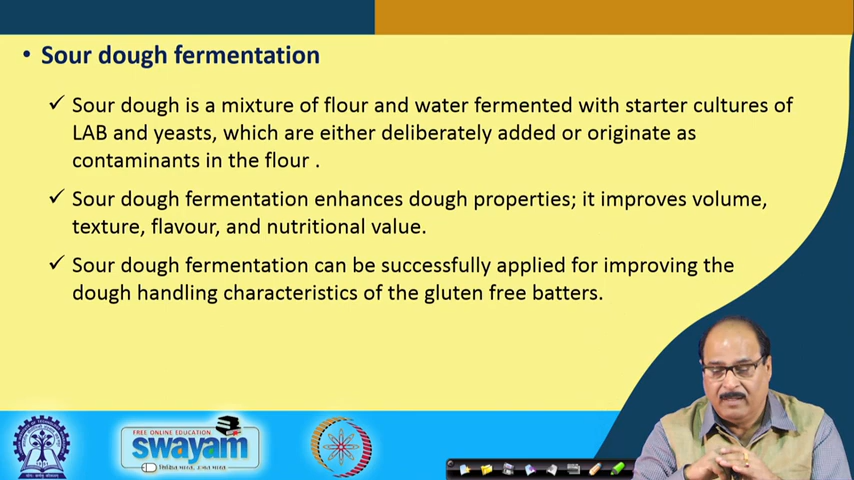 • Sour dough fermentation
✓ Sour dough is a mixture of flour and water fermented with starter cultures of
LAB and yeasts, which are either deliberately added or originate as
contaminants in the flour .
✓ Sour dough fermentation enhances dough properties; it improves volume,
texture, flavour, and nutritional value.
✓ Sour dough fermentation can be successfully applied for improving the
dough handling characteristics of the gluten free batters.
FREE ONLINE EDUCATION
swayam